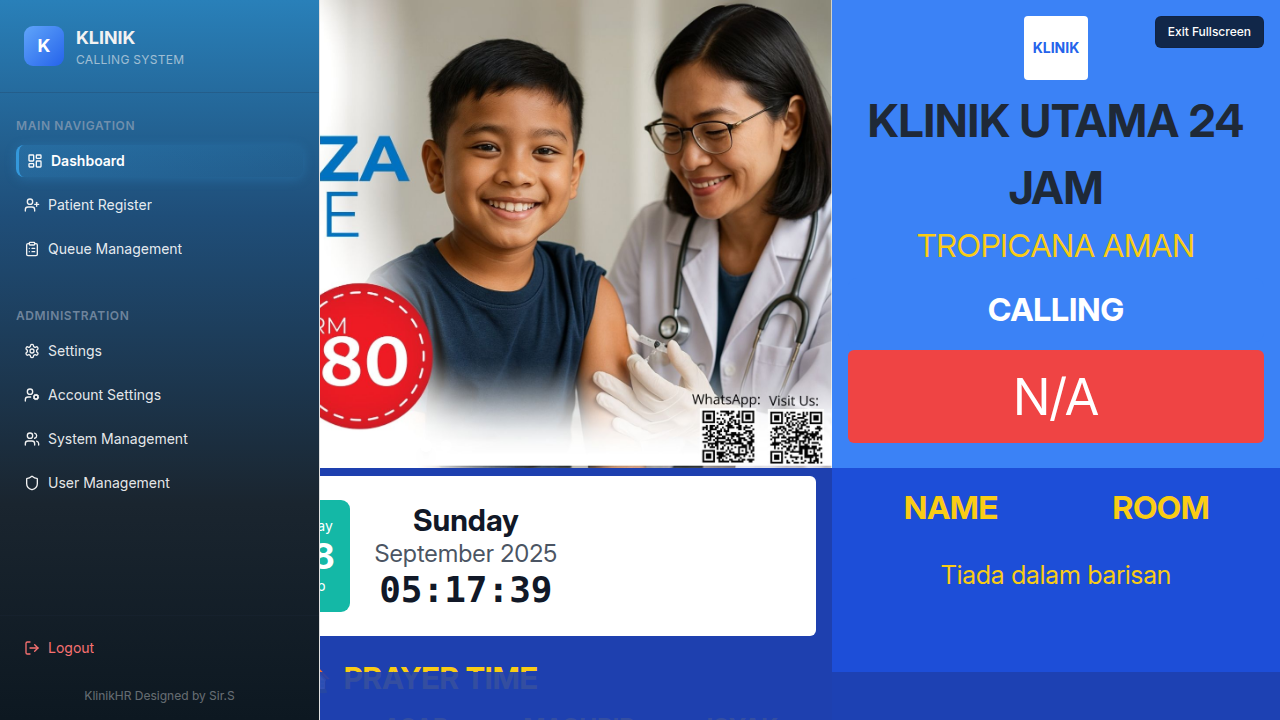 K
KLINIK
CALLING SYSTEM
MAIN NAVIGATION
Dashboard
Patient Register
Queue Management
ADMINISTRATION
Settings
Account Settings
System Management
User Management
Logout
KlinikHR Designed by Sir.S
ZA
E
RM
80
WhatsApp: Visit Us:
KLINIK
Exit Fullscreen
KLINIK UTAMA 24
JAM
TROPICANA AMAN
CALLING
N/A
ay
8
Sunday
September 2025
05:17:39
PRAYER TIME
NAME ROOM
Tiada dalam barisan